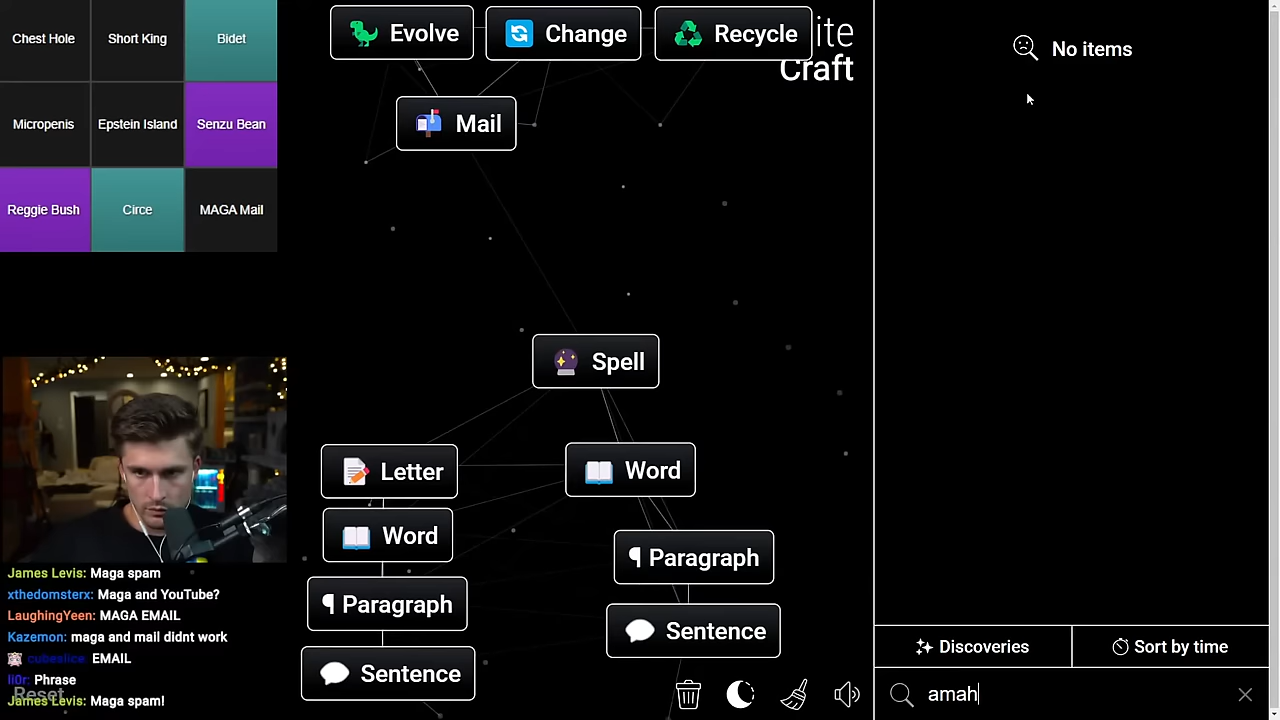 Chest Hole
Short King
Bidet
Micropenis
Epstein Island
Senzu Bean
Reggie Bush
Circe
MAGA Mail
Evolve
Change
Recycle
ite
Craft
Mail
Spell
Letter
Word
Word
Paragraph
Paragraph
Sentence
Sentence
No items
Discoveries
Sort by time
amah
James Levis: Maga spam
xthedomsterx: Maga and YouTube?
LaughingYeen: MAGA EMAIL
Kazemon: maga and mail didnt work
cubeslice: EMAIL
li0r: Phrase
Reset
James Levis: Maga spam!